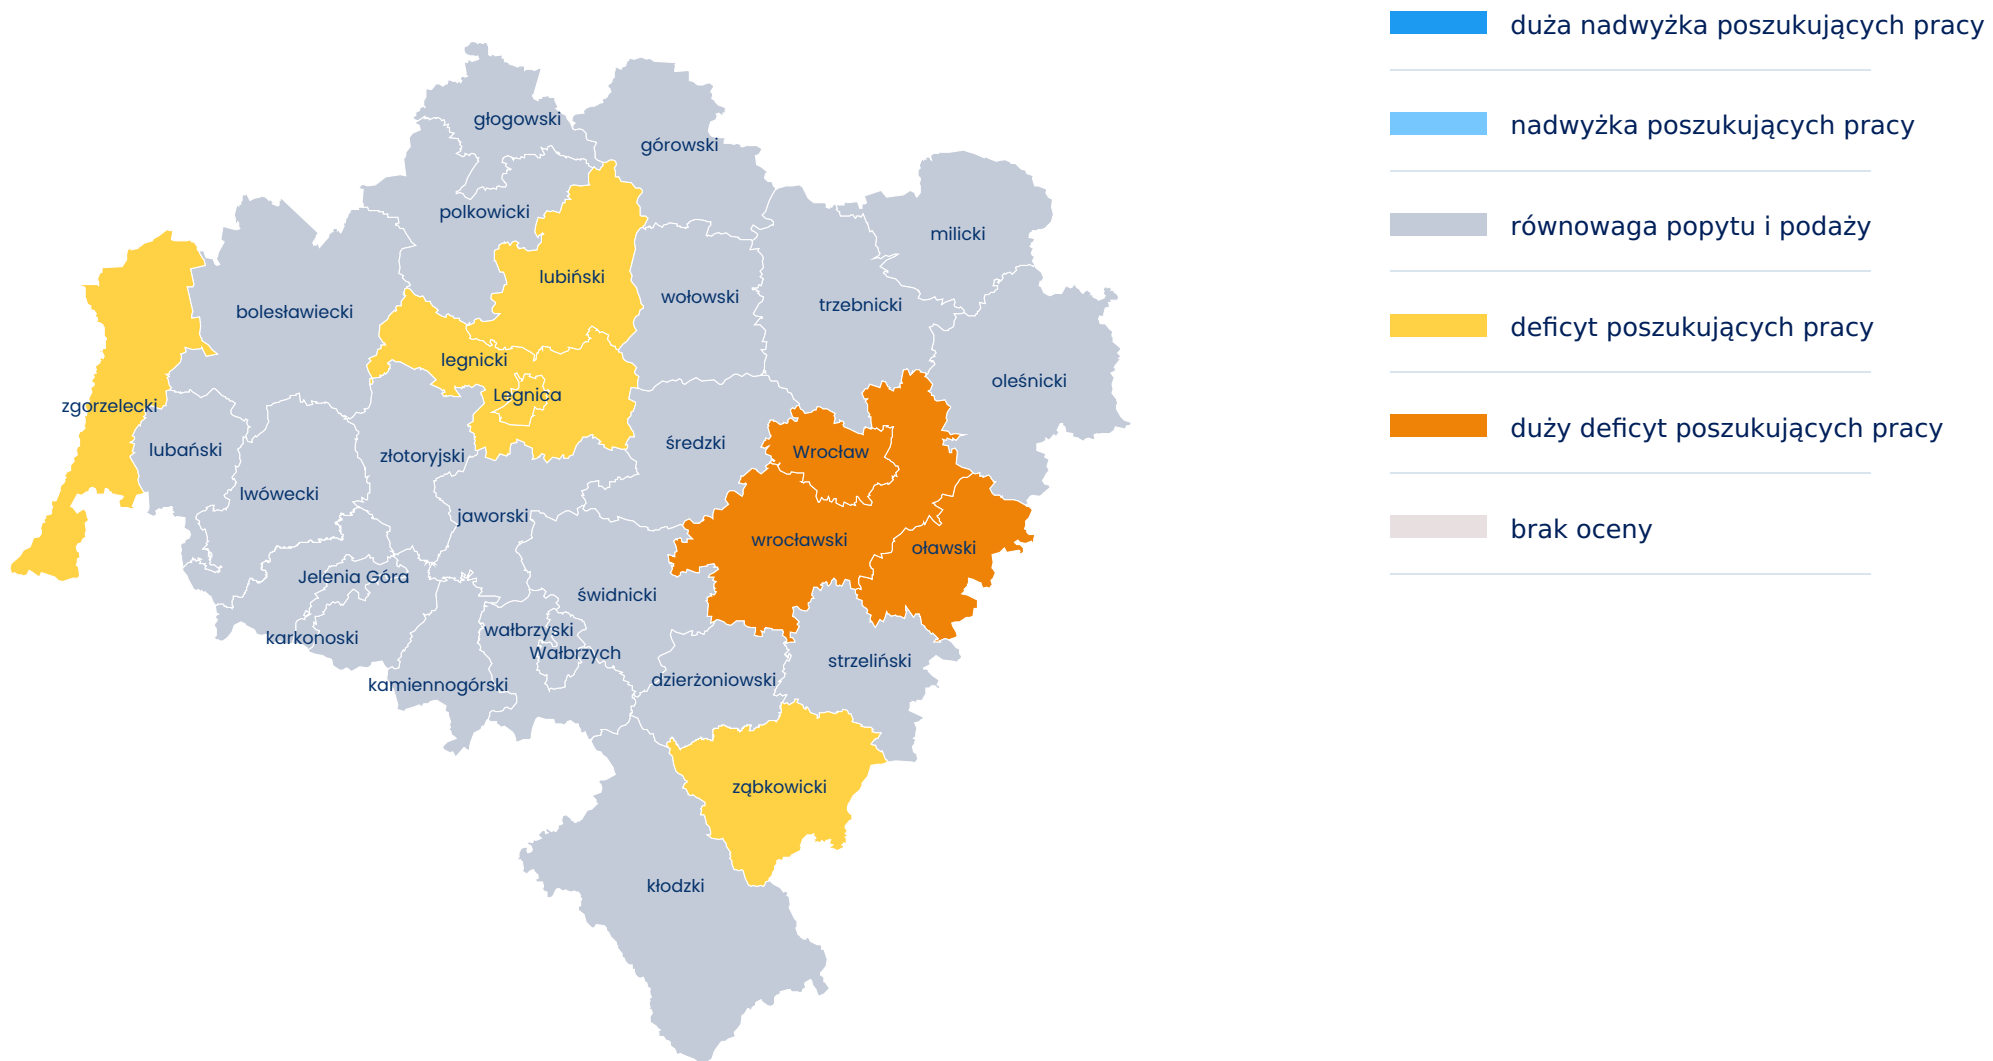 duża nadwyżka poszukujących pracy
nadwyżka poszukujących pracy
równowaga popytu i podaży
deficyt poszukujących pracy
duży deficyt poszukujących pracy
brak oceny
głogowski
górowski
polkowicki
milicki
lubiński
wołowski
trzebnicki
bolesławiecki
legnicki
oleśnicki
Legnica
zgorzelecki
średzki
lubański
Wrocław
złotoryjski
lwówecki
jaworski
wrocławski
oławski
Jelenia Góra
świdnicki
wałbrzyski
karkonoski
Wałbrzych
strzeliński
dzierżoniowski
kamiennogórski
ząbkowicki
kłodzki